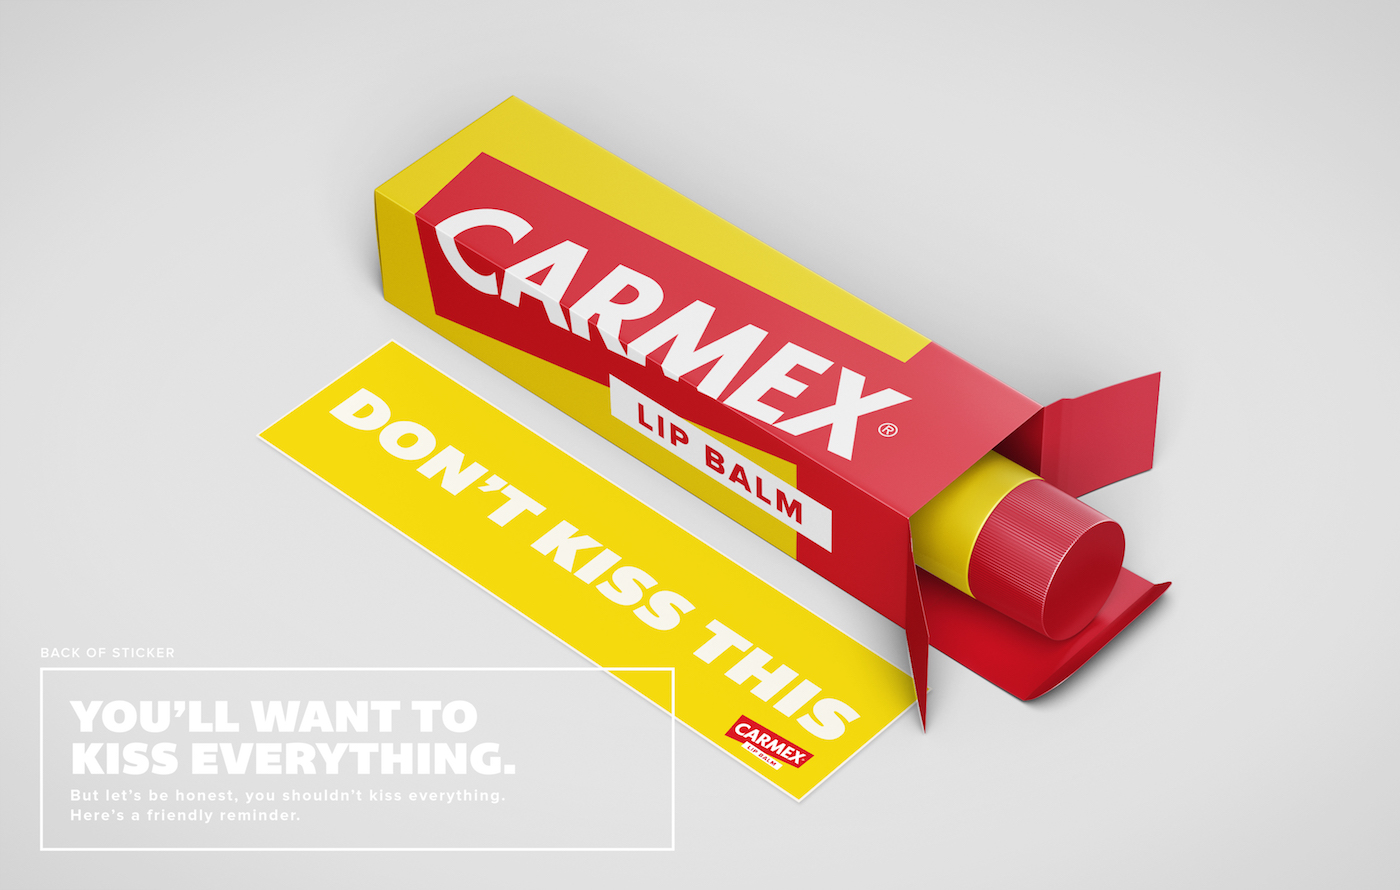 CARMEX®
LIP BALM
DON'T KISS THIS
CARMEX
LIP BALM
BACK OF STICKER
YOU'LL WANT TO
KISS EVERYTHING.
But let's be honest, you shouldn't kiss everything.
Here's a friendly reminder.